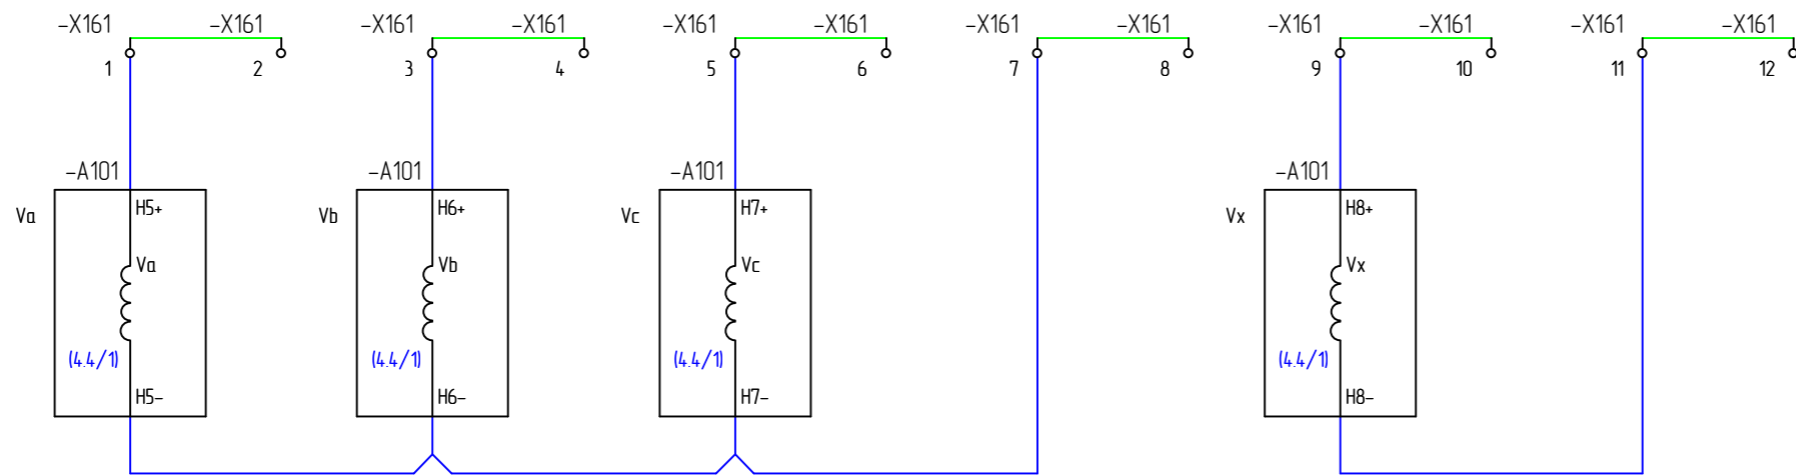 -X161 -X161 -X161 -X161 -X161 -X161 -X161 -X161 -X161 -X161 -X161 -X161
1 2 3 4 5 6 7 8 9 10 11 12
-A101 -A101 -A101 -A101
Va H5+ Vb H6+ Vc H7+ Vx H8+
Va Vb Vc Vx
(4.4/1) (4.4/1) (4.4/1) (4.4/1)
H5- H6- H7- H8-